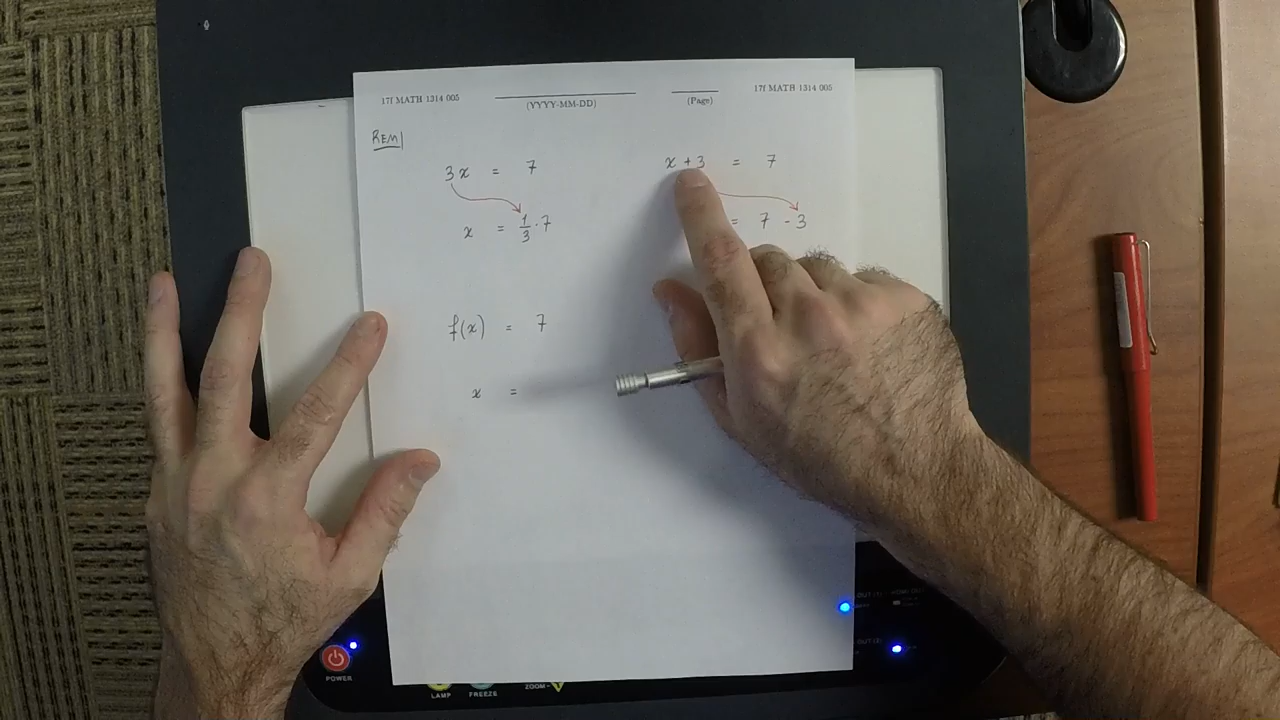 17f MATH 1314 005
(YYYY-MM-DD)
(Page)
17f MATH 1314 005
REM
3x = 7
x = 1/3 · 7
x + 3 = 7
= 7 - 3
f(x) = 7
x =
POWER
LAMP
FREEZE
ZOOM